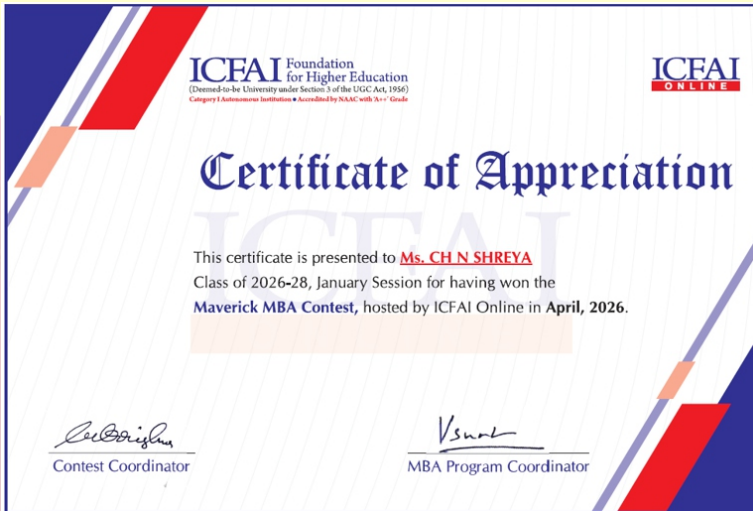 ICFAI Foundation
for Higher Education
(Deemed-to-be University under Section 3 of the UGC Act, 1956)
Category I Autonomous Institution • Accredited by NAAC with 'A++' Grade
ICFAI
ONLINE
Certificate of Appreciation
ICFAI
This certificate is presented to Ms. CH N SHREYA
Class of 2026-28, January Session for having won the
Maverick MBA Contest, hosted by ICFAI Online in April, 2026.
Contest Coordinator
MBA Program Coordinator